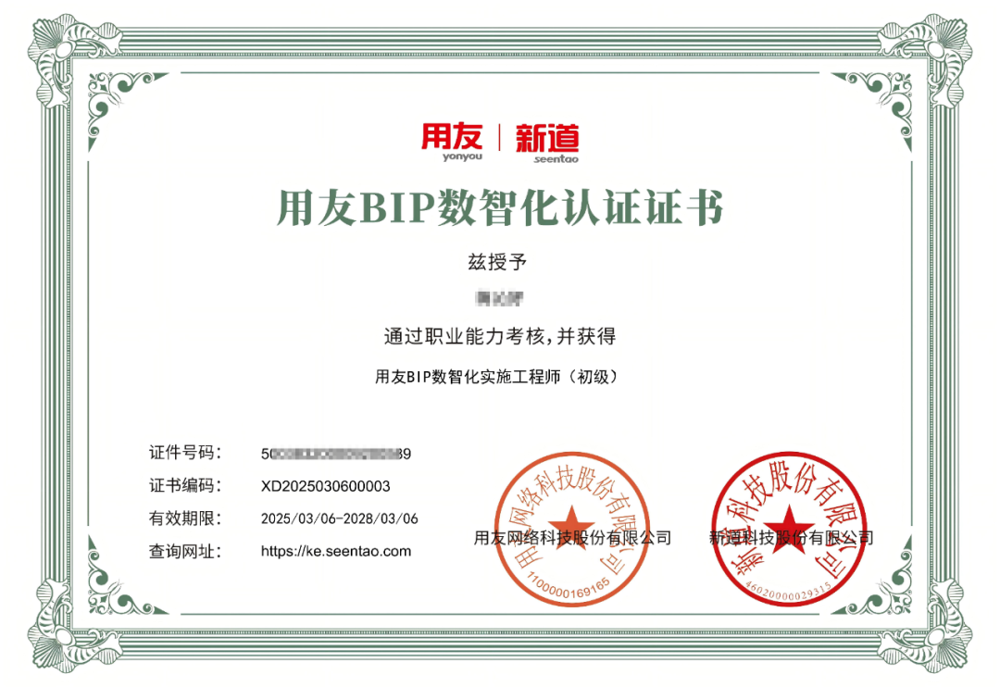 用友 | 新道
yonyou seentao
用友BIP数智化认证证书
兹授予
通过职业能力考核,并获得
用友BIP数智化实施工程师（初级）
证件号码： 50 89
证书编码： XD2025030600003
有效期限： 2025/03/06-2028/03/06
查询网址： https://ke.seentao.com
用友网络科技股份有限公司
用友网络科技股份有限公司
1100000169165
新道科技股份有限公司
新道科技股份有限公司
46020000029315